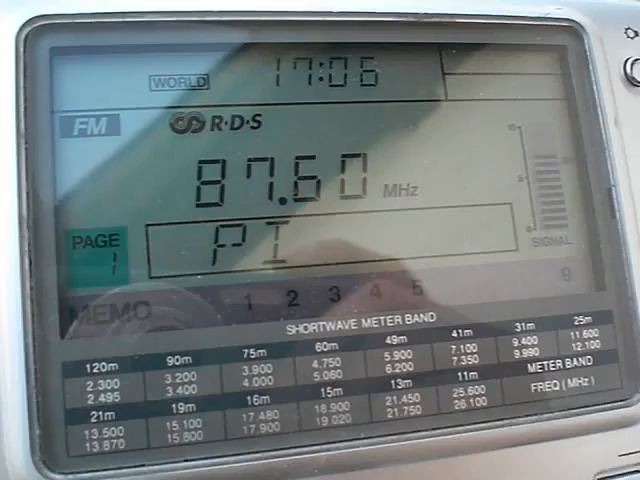 WORLD 17:06
FM R·D·S
87.60 MHz
10
5
0
SIGNAL
PAGE 1
PI
9
MEMO 1 2 3 4 5
SHORTWAVE METER BAND
120m 90m 75m 60m 49m 41m 31m 25m
2.300 3.200 3.900 4.750 5.900 7.100 9.400 11.600
2.495 3.400 4.000 5.060 6.200 7.350 9.990 12.100
21m 19m 16m 15m 13m 11m METER BAND
13.500 15.100 17.480 18.900 21.450 25.600 FREQ (MHz)
13.870 15.800 17.900 19.020 21.750 26.100